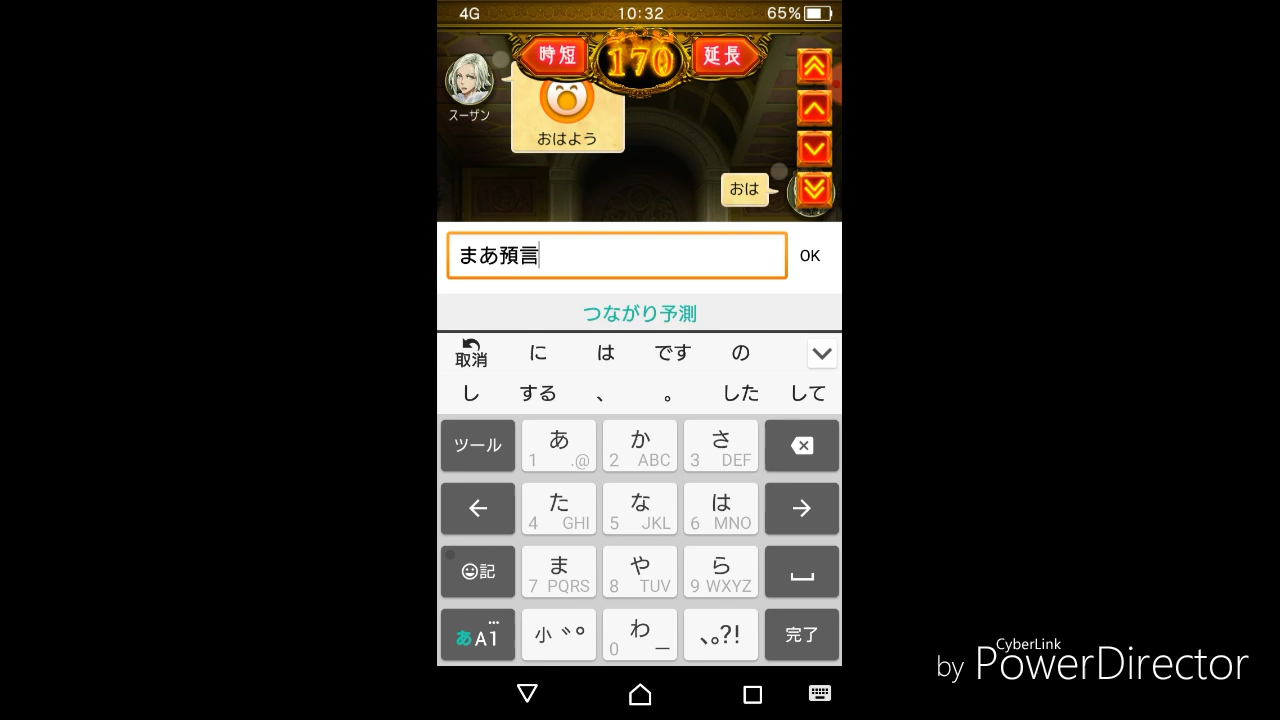 4G 10:32 65%
時短 170 延長
スーザン
おはよう
おは
まあ預言 OK
つながり予測
取消 に は です の
し する 、 。 した して
ツール あ 1 .@ か 2 ABC さ 3 DEF
た 4 GHI な 5 JKL は 6 MNO
記 ま 7 PQRS や 8 TUV ら 9 WXYZ
あA1 小 ゛゜ わ 0 ー 、。?! 完了
by CyberLink PowerDirector